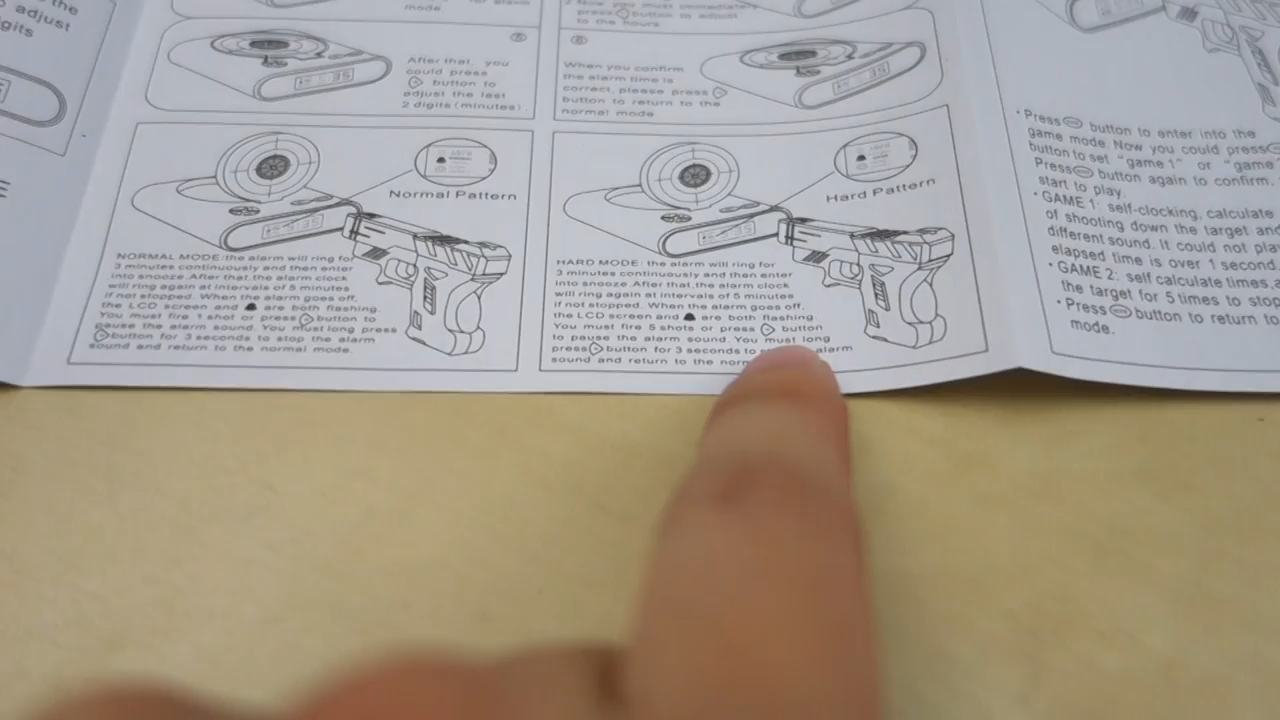 the
adjust
gits
mode
to the hours
After that, you
could press
button to
adjust the last
2 digits(minutes).
When you confirm
the alarm time is
correct, please press
button to return to the
normal mode
Normal Pattern
NORMAL MODE:the alarm will ring for
3 minutes continuously and then enter
into snooze.After that,the alarm clock
will ring again at intervals of 5 minutes
if not stopped. When the alarm goes off,
the LCD screen and are both flashing.
You must fire 1 shot or press button to
pause the alarm sound. You must long press
button for 3 seconds to stop the alarm
sound and return to the normal mode.
Hard Pattern
HARD MODE: the alarm will ring for
3 minutes continuously and then enter
into snooze.After that,the alarm clock
will ring again at intervals of 5 minutes
if not stopped. When the alarm goes off,
the LCD screen and are both flashing.
You must fire 5 shots or press button
to pause the alarm sound. You must long
press button for 3 seconds to alarm
sound and return to the
• Press button to enter into the
game mode. Now you could press
button to set "game 1" or "game
Press button again to confirm.
start to play.
• GAME 1: self-clocking, calculate
of shooting down the target and
different sound. It could not
elapsed time is over 1 second.
• GAME 2: self calculate times,
the target for 5 times to stop
• Press button to return to
mode.